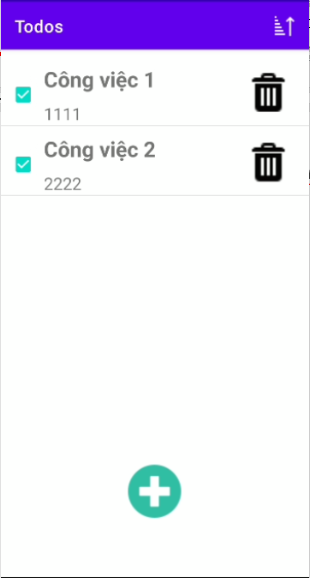 Todos
Công việc 1
1111
Công việc 2
2222